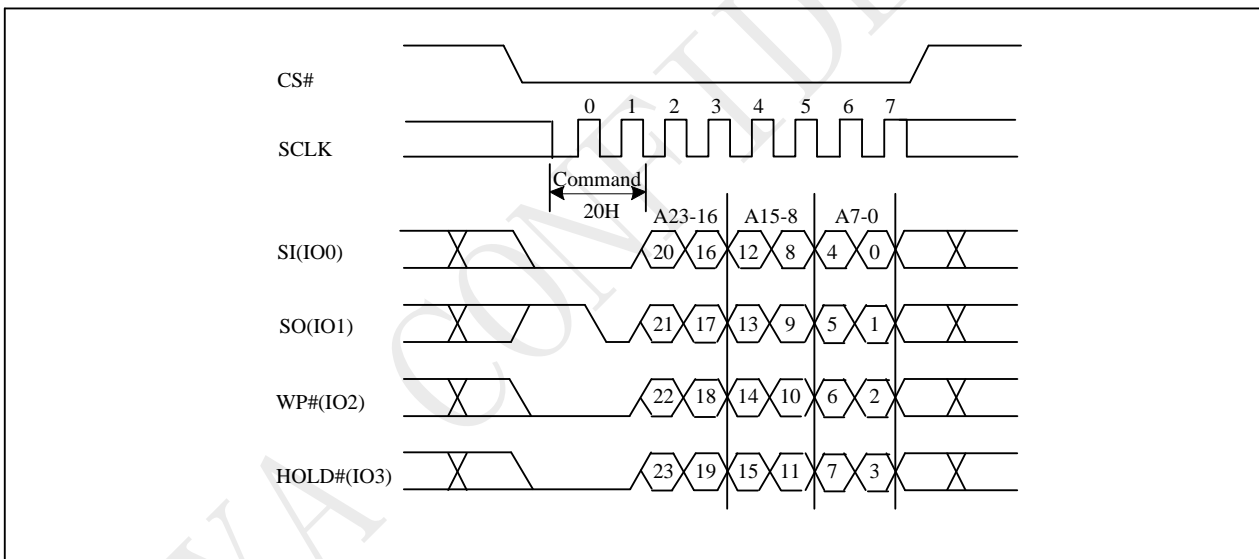 CS#
0 1 2 3 4 5 6 7
SCLK
Command
20H
A23-16 A15-8 A7-0
SI(IO0) 20 16 12 8 4 0
SO(IO1) 21 17 13 9 5 1
WP#(IO2) 22 18 14 10 6 2
HOLD#(IO3) 23 19 15 11 7 3